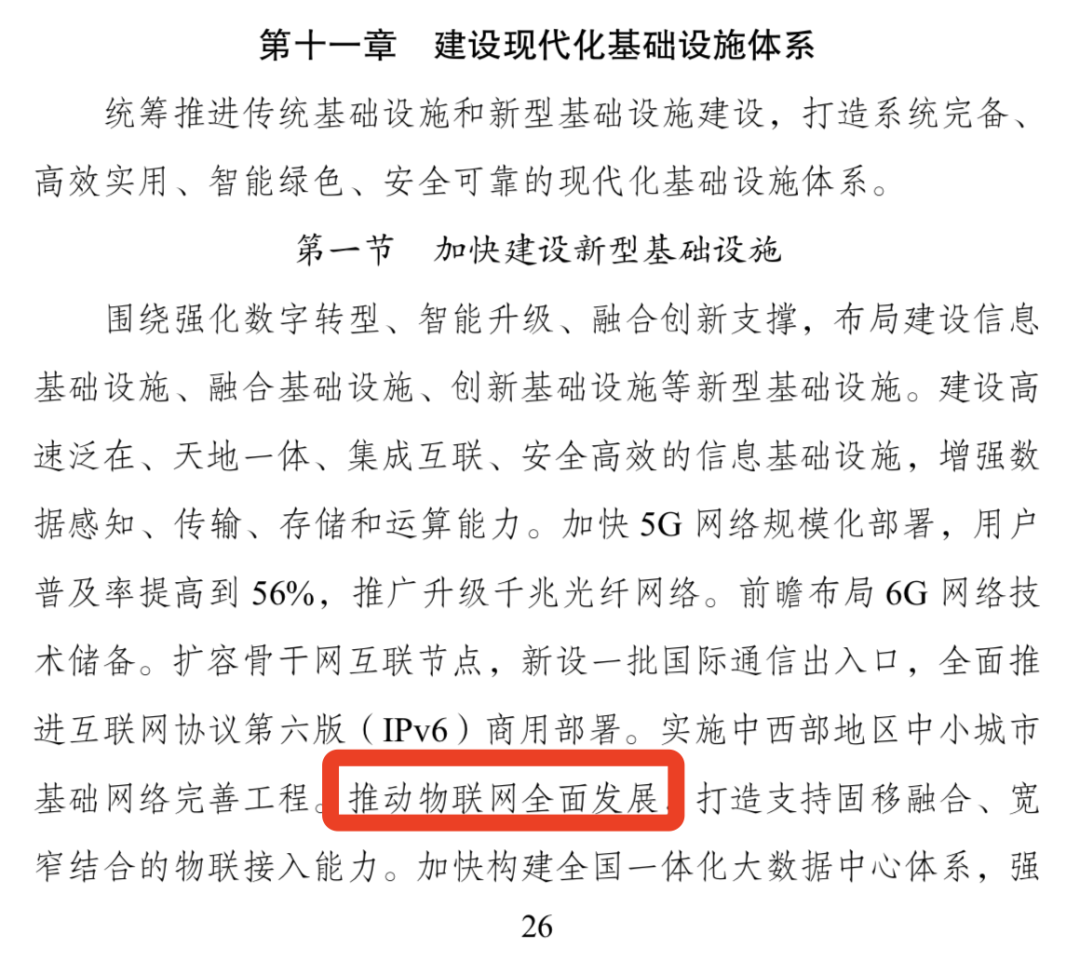 第十一章　建设现代化基础设施体系
统筹推进传统基础设施和新型基础设施建设，打造系统完备、
高效实用、智能绿色、安全可靠的现代化基础设施体系。
第一节　加快建设新型基础设施
围绕强化数字转型、智能升级、融合创新支撑，布局建设信息
基础设施、融合基础设施、创新基础设施等新型基础设施。建设高
速泛在、天地一体、集成互联、安全高效的信息基础设施，增强数
据感知、传输、存储和运算能力。加快 5G 网络规模化部署，用户
普及率提高到 56%，推广升级千兆光纤网络。前瞻布局 6G 网络技
术储备。扩容骨干网互联节点，新设一批国际通信出入口，全面推
进互联网协议第六版（IPv6）商用部署。实施中西部地区中小城市
基础网络完善工程。推动物联网全面发展，打造支持固移融合、宽
窄结合的物联接入能力。加快构建全国一体化大数据中心体系，强
26